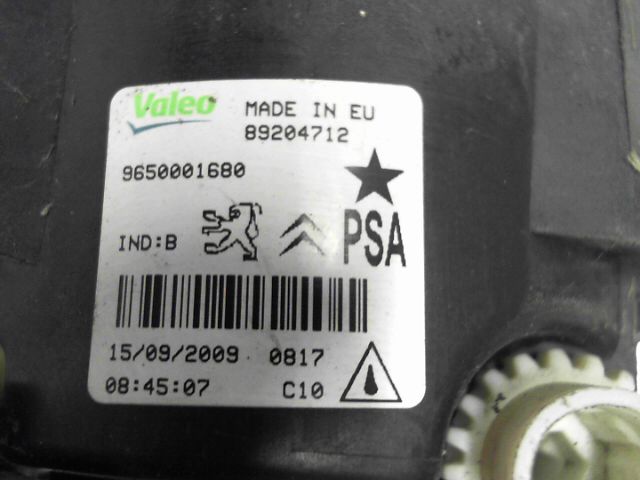 Valeo MADE IN EU
89204712
9650001680
IND:B PSA
15/09/2009 0817
08:45:07 C10